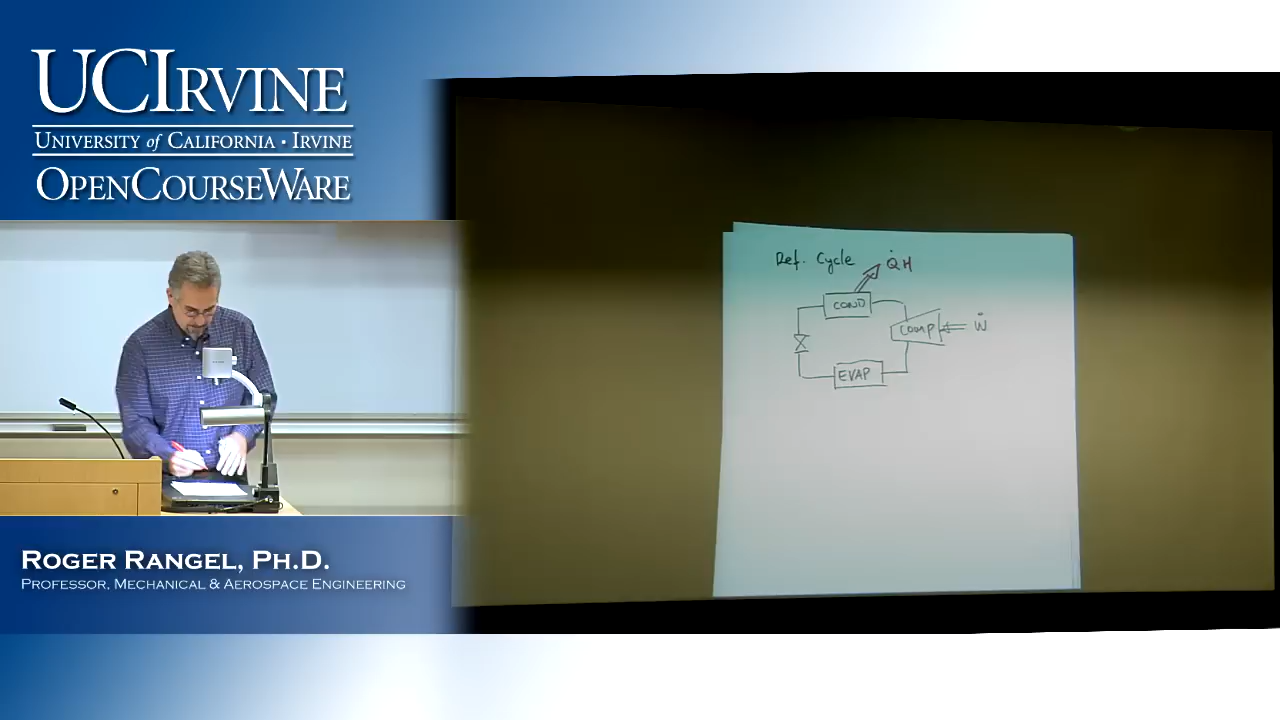 UCIRVINE
UNIVERSITY of CALIFORNIA · IRVINE
OPENCOURSEWARE
Ref. Cycle
Q̇H
COND
COMP
Ẇ
EVAP
ROGER RANGEL, PH.D.
PROFESSOR, MECHANICAL & AEROSPACE ENGINEERING